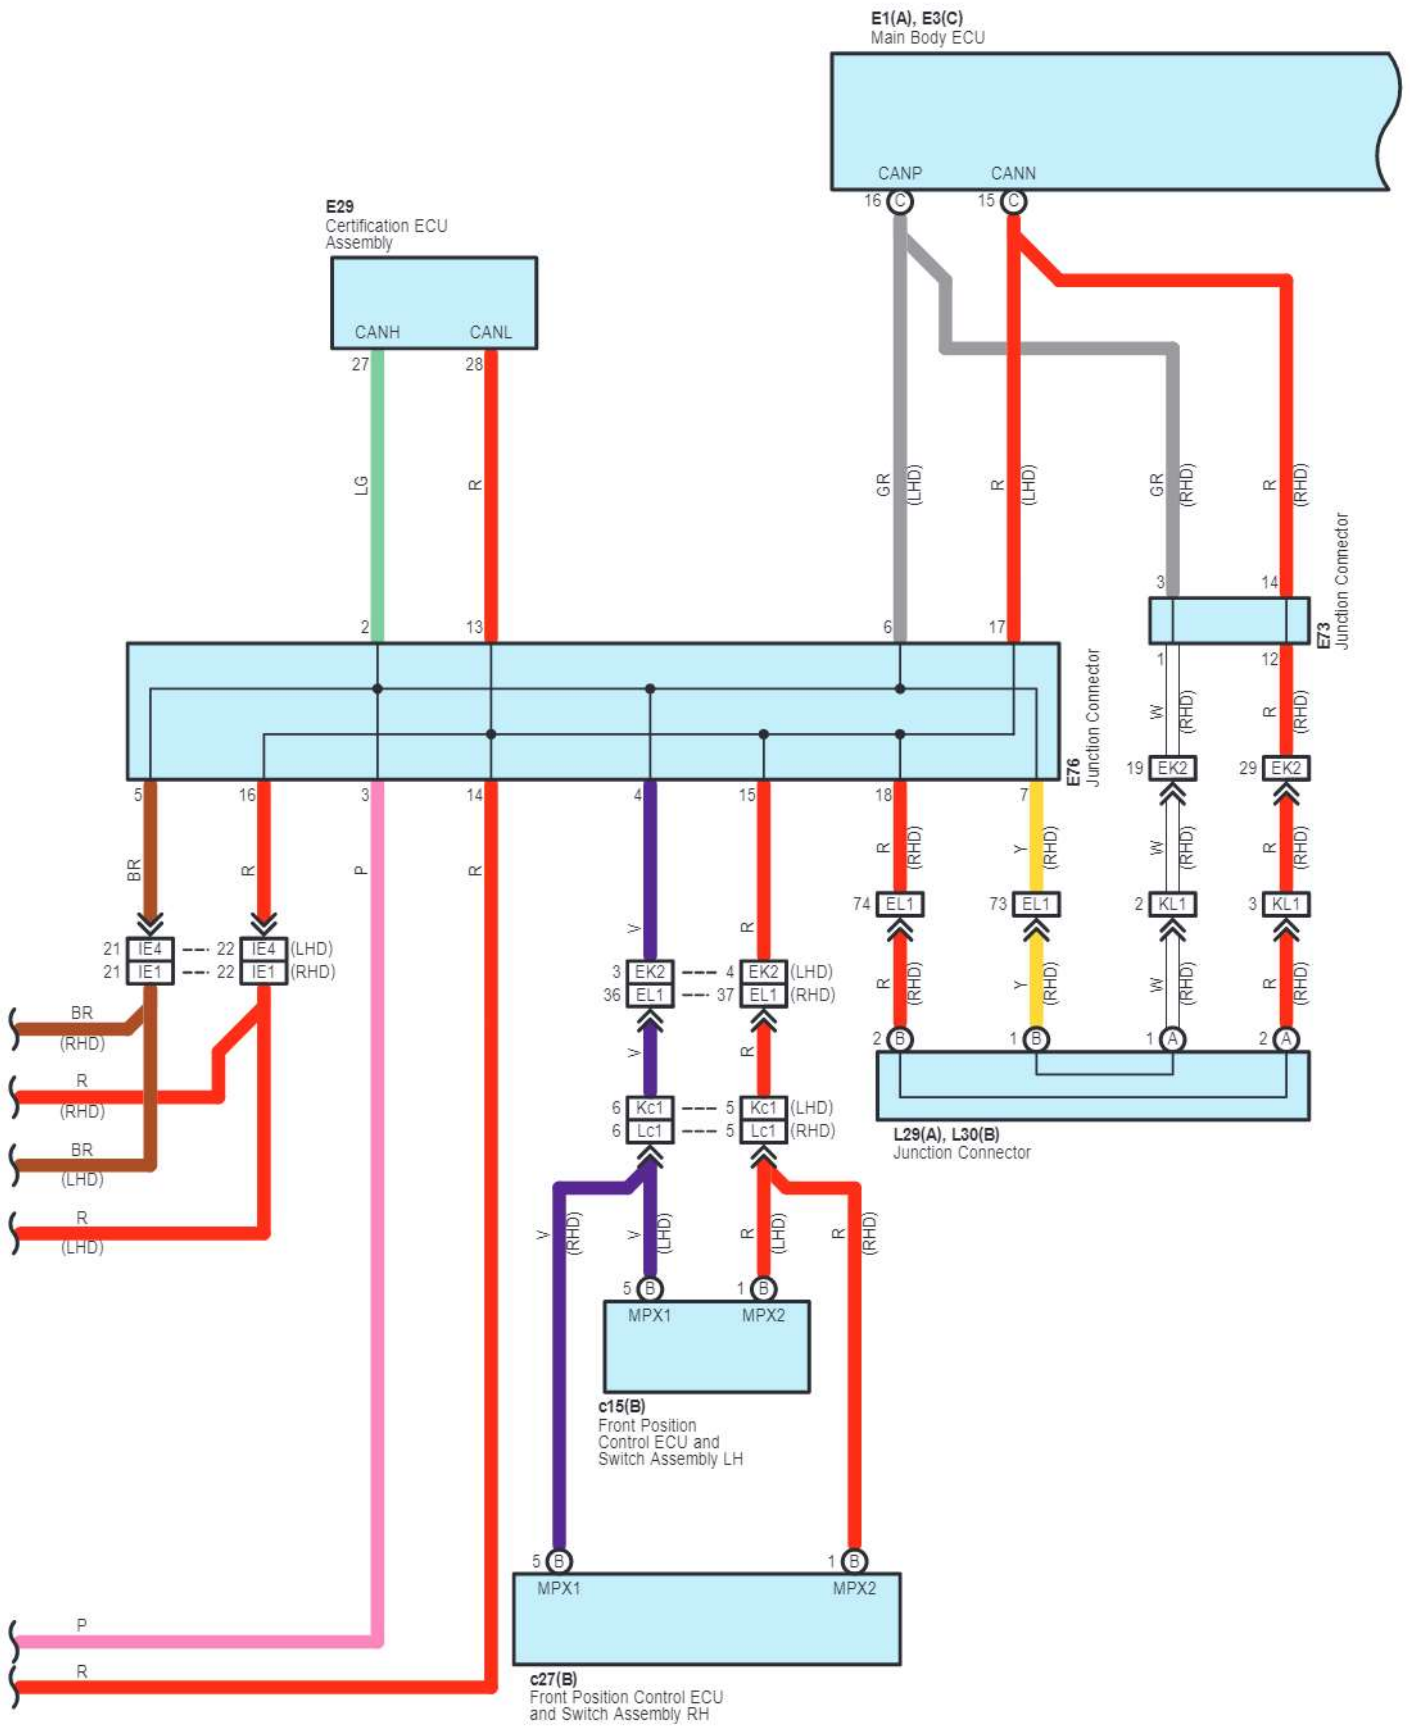 E1(A), E3(C)
Main Body ECU
CANP CANN
16 C 15 C
E29
Certification ECU
Assembly
CANH CANL
27 28
LG R GR (LHD) R (LHD) GR (RHD) R (RHD)
3 14
E73
Junction Connector
2 13 6 17
1 12
W (RHD) R (RHD)
E76
Junction Connector
19 EK2 29 EK2
5 16 3 14 4 15 18 7
BR R P R R (RHD) Y (RHD) W (RHD) R (RHD)
74 EL1 73 EL1 2 KL1 3 KL1
V R
21 IE4 22 IE4 (LHD)
21 IE1 22 IE1 (RHD)
3 EK2 4 EK2 (LHD)
36 EL1 37 EL1 (RHD)
R (RHD) Y (RHD) W (RHD) R (RHD)
BR
(RHD)
2 B 1 B 1 A 2 A
V R
R
(RHD)
6 Kc1 5 Kc1 (LHD)
6 Lc1 5 Lc1 (RHD)
L29(A), L30(B)
Junction Connector
BR
(LHD)
R
(LHD)
V (RHD) V (LHD) R (LHD) R (RHD)
5 B 1 B
MPX1 MPX2
c15(B)
Front Position
Control ECU and
Switch Assembly LH
5 B 1 B
MPX1 MPX2
P
R
c27(B)
Front Position Control ECU
and Switch Assembly RH